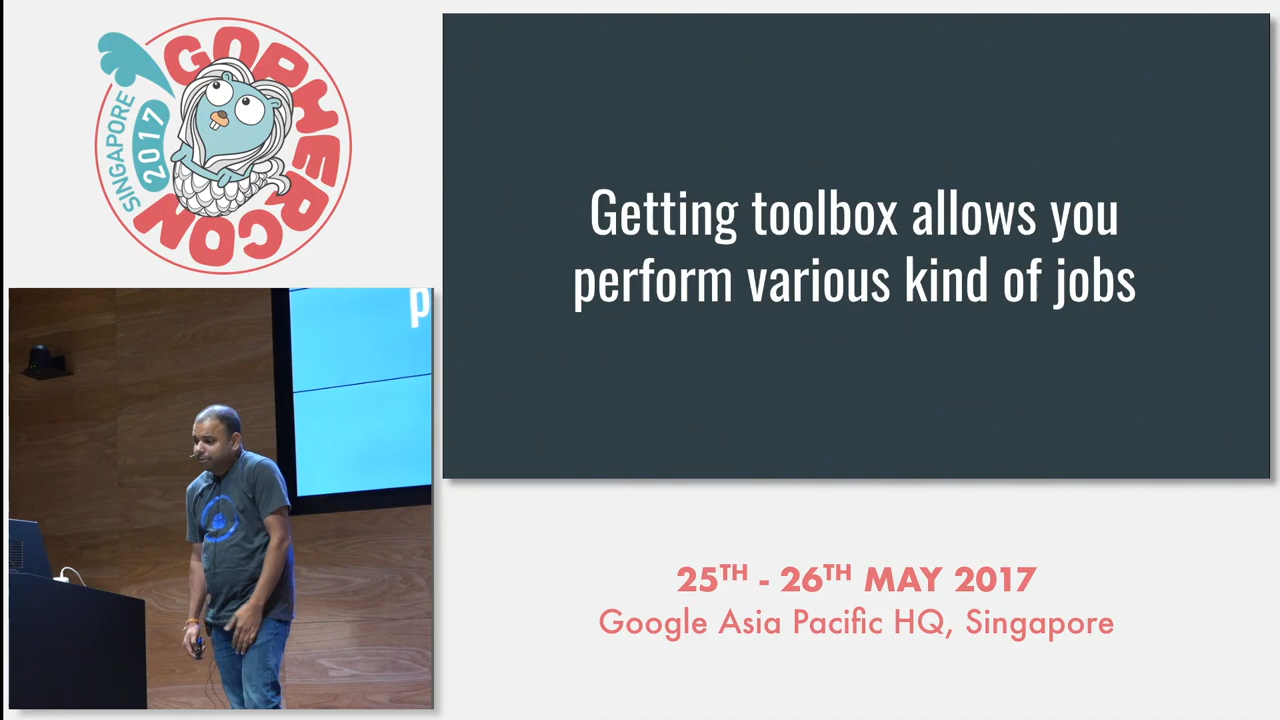 GOPHERCON
SINGAPORE
2017
Getting toolbox allows you
perform various kind of jobs
p
25TH - 26TH MAY 2017
Google Asia Pacific HQ, Singapore